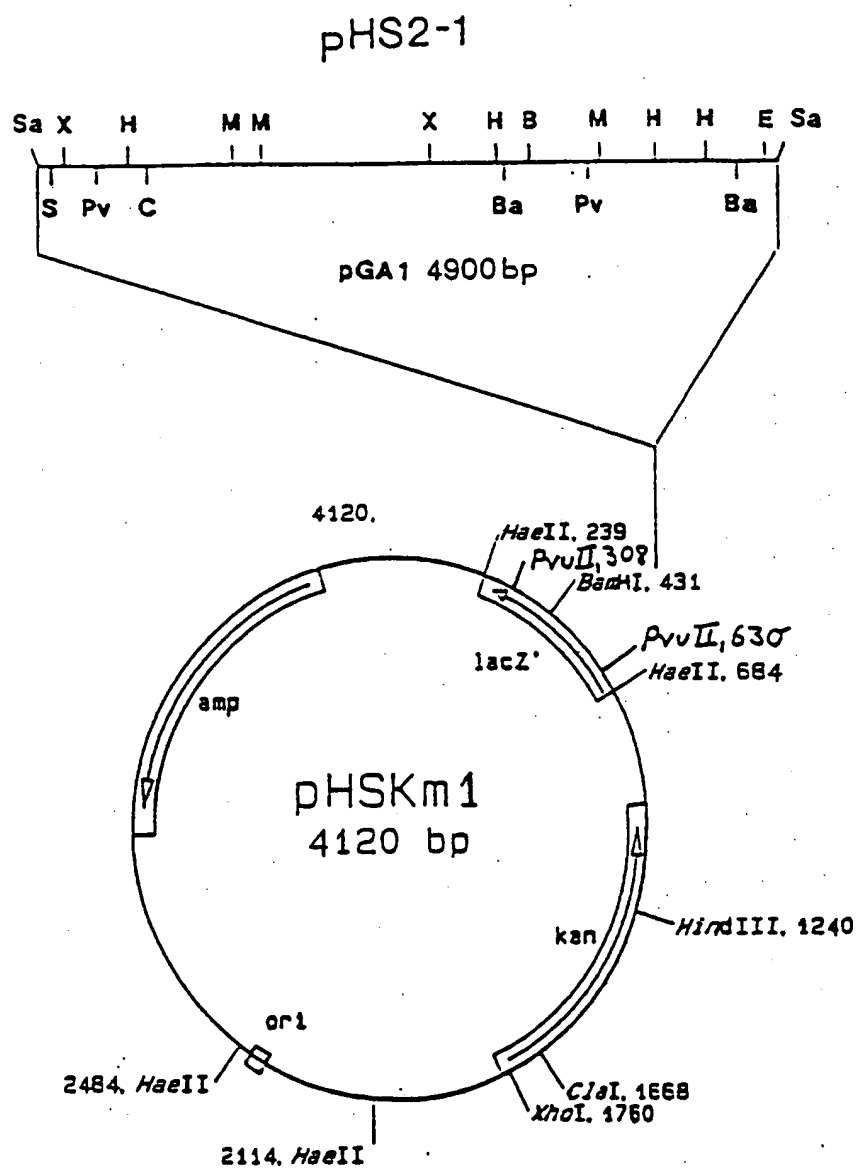 pHS2-1
Sa X H M M X H B M H H E Sa
S Pv C Ba Pv Ba
pGA1 4900bp
4120.
HaeII, 239
PvuII, 308
BamHI, 431
PvuII, 630
HaeII, 684
lacZ'
amp
pHSKm1
4120 bp
kan
HindIII, 1240
ori
2484, HaeII
ClaI, 1668
XhoI, 1760
2114, HaeII